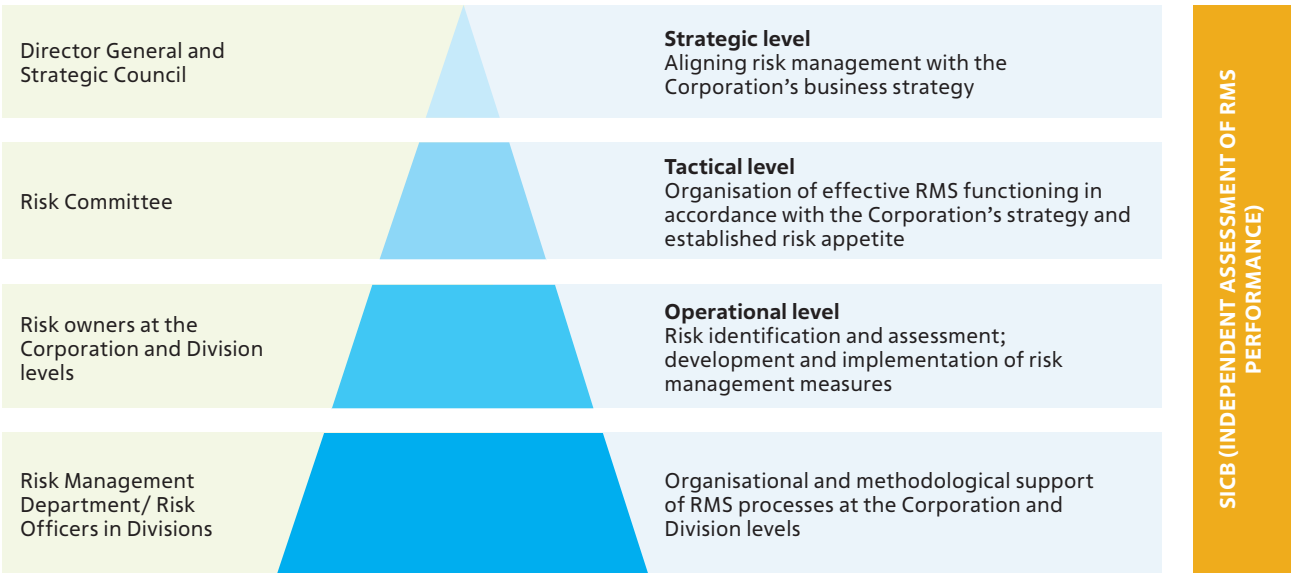 Director General and
Strategic Council
Strategic level
Aligning risk management with the
Corporation’s business strategy
Risk Committee
Tactical level
Organisation of effective RMS functioning in
accordance with the Corporation’s strategy and
established risk appetite
Risk owners at the
Corporation and Division
levels
Operational level
Risk identification and assessment;
development and implementation of risk
management measures
Risk Management
Department/ Risk
Officers in Divisions
Organisational and methodological support
of RMS processes at the Corporation and
Division levels
SICB (INDEPENDENT ASSESSMENT OF RMS
PERFORMANCE)